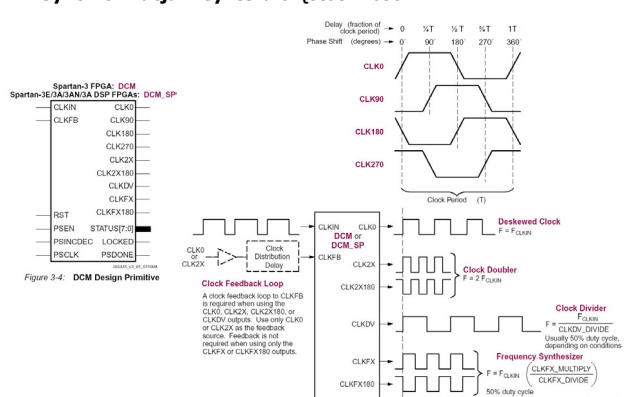 Spartan-3 FPGA: DCM
Spartan-3E/3A/3AN/3A DSP FPGAs: DCM_SP
CLKIN CLK0
CLKFB CLK90
CLK180
CLK270
CLK2X
CLK2X180
CLKDV
CLKFX
RST CLKFX180
PSEN STATUS[7:0]
PSINCDEC LOCKED
PSCLK PSDONE
Figure 3-4: DCM Design Primitive
Delay (fraction of clock period) 0 ¼T ½T ¾T 1T
Phase Shift (degrees) 0° 90° 180° 270° 360°
CLK0
CLK90
CLK180
CLK270
Clock Period (T)
CLKIN CLK0
DCM or
DCM_SP
CLKFB
Deskewed Clock
F = FCLKIN
CLK0
or
CLK2X
Clock
Distribution
Delay
CLK2X
CLK2X180
Clock Doubler
F = 2 FCLKIN
Clock Feedback Loop
A clock feedback loop to CLKFB
is required when using the
CLK0, CLK2X, CLK2X180, or
CLKDV outputs. Use only CLK0
or CLK2X as the feedback
source. Feedback is not
required when using only the
CLKFX or CLKFX180 outputs.
CLKDV
Clock Divider
F = FCLKIN
CLKDV_DIVIDE
Usually 50% duty cycle,
depending on conditions
CLKFX
CLKFX180
Frequency Synthesizer
F = FCLKIN (CLKFX_MULTIPLY
CLKFX_DIVIDE)
50% duty cycle